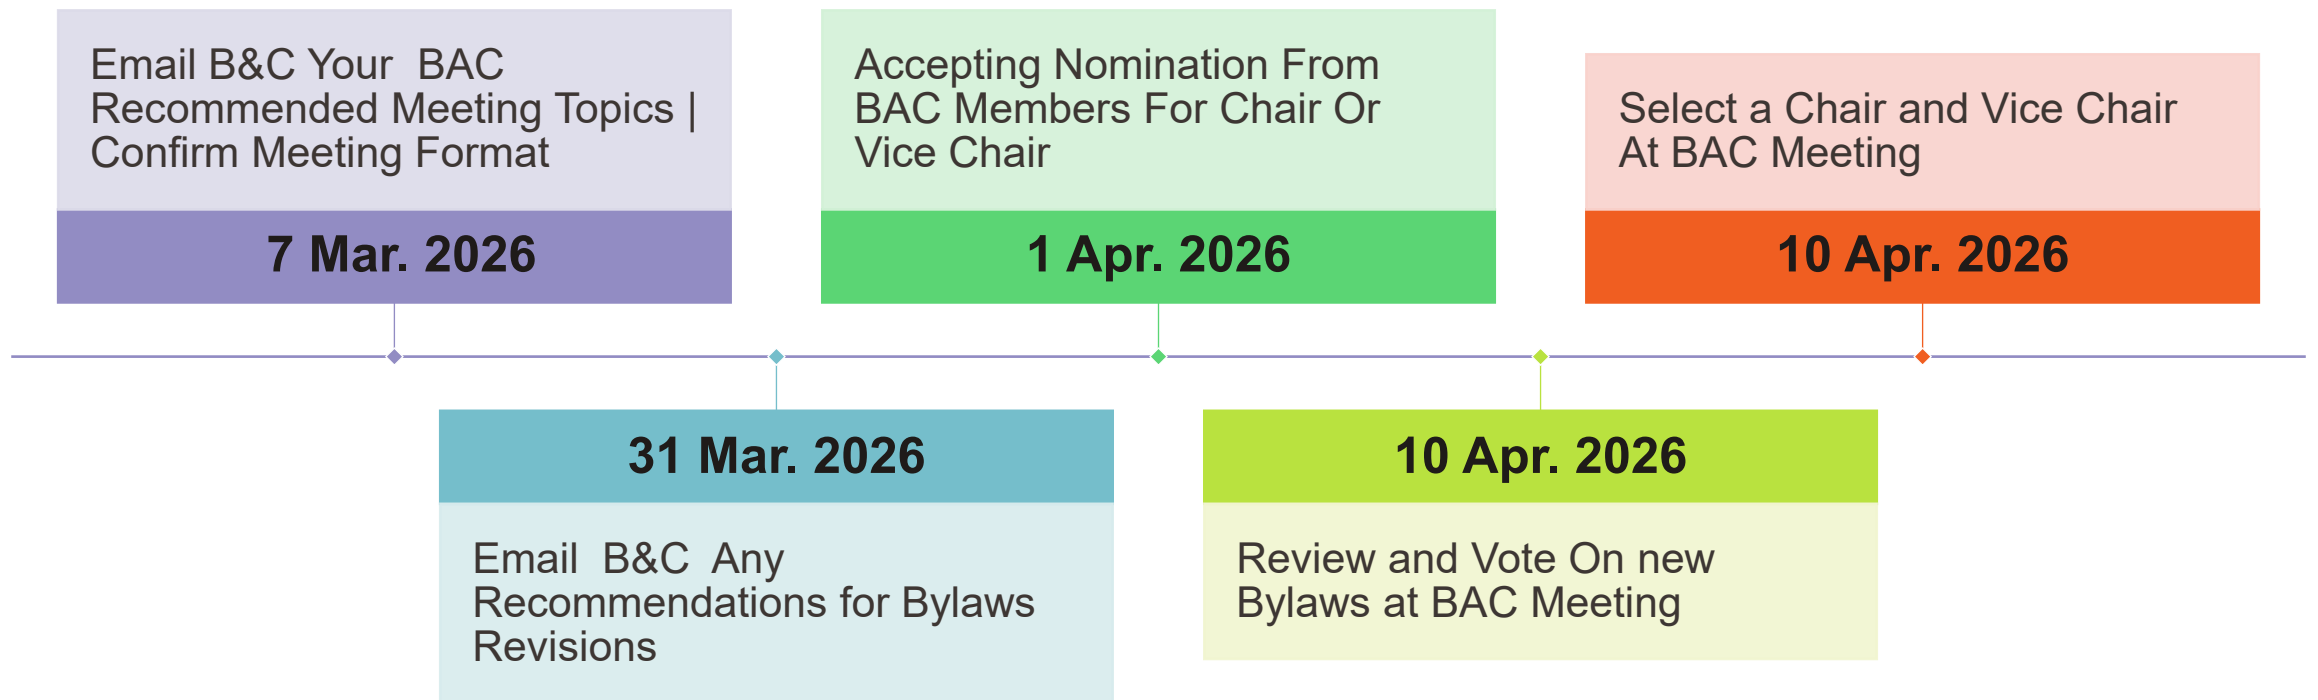 Email B&C Your  BAC
Recommended Meeting Topics |
Confirm Meeting Format
7 Mar. 2026
31 Mar. 2026
Email  B&C  Any
Recommendations for Bylaws
Revisions
Accepting Nomination From
BAC Members For Chair Or
Vice Chair
1 Apr. 2026
10 Apr. 2026
Review and Vote On new
Bylaws at BAC Meeting
Select a Chair and Vice Chair
At BAC Meeting
10 Apr. 2026